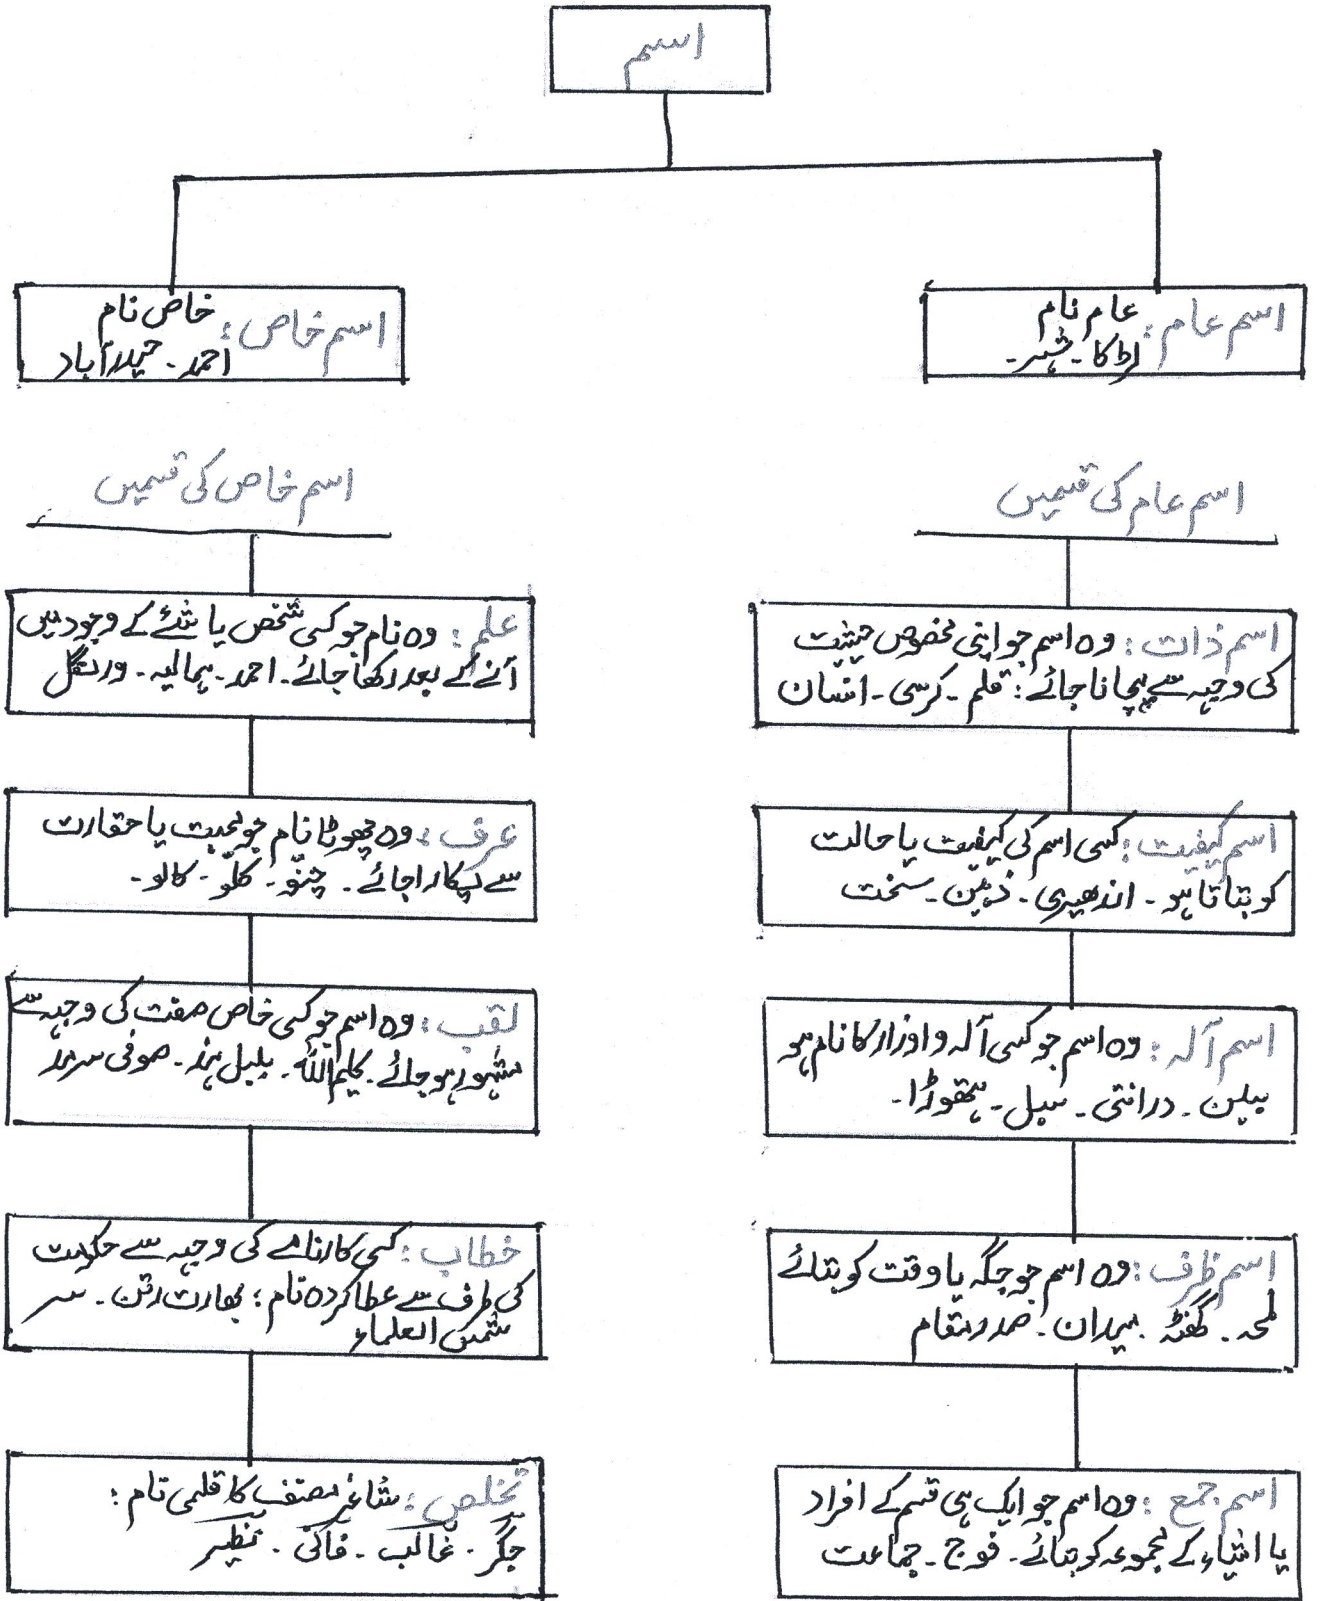 اسم
اسم عام : عام نام
لڑکا ۔ شہر ۔
اسم خاص : خاص نام
احمد ۔ حیدرآباد
اسم عام کی قسمیں
اسم ذات : وہ اسم جو اپنی مخصوص حیثیت
کی وجہہ سے پہچانا جائے : قلم ۔ کرسی ۔ انسان
اسم کیفیت : کسی اسم کی کیفیت یا حالت
کو بتاتا ہو ۔ اندھیری ۔ ذہین ۔ سخت
اسم آلہ : وہ اسم جو کسی آلہ و اوزار کا نام ہو
بیلن ۔ درانتی ۔ سبل ۔ ہتھوڑا ۔
اسم ظرف : وہ اسم جو جگہ یا وقت کو بتائے
لمحہ ۔ گھنٹہ ۔ میدان ۔ صدر مقام
اسم جمع : وہ اسم جو ایک ہی قسم کے افراد
یا اشیاء کے مجموعہ کو بتائے ۔ فوج ۔ جماعت
اسم خاص کی قسمیں
علم : وہ نام جو کسی شخص یا شئے کے وجود میں
آنے کے بعد رکھا جائے ۔ احمد ۔ ہمالیہ ۔ ورنگل
عرف : وہ چھوٹا نام جو محبت یا حقارت
سے پکارا جائے ۔ چنّو ۔ کلّو ۔ کالو ۔
لقب : وہ اسم جو کسی خاص صفت کی وجہہ سے
مشہور ہو جائے ۔ کلیم اللہ ۔ بلبل ہند ۔ صوفی سرمد
خطاب : کسی کارنامے کی وجہہ سے حکومت
کی طرف سے عطا کردہ نام : بھارت رتن ۔ سر
شمس العلماء
تخلص : شاعر مصنف کا قلمی نام :
جگر ۔ غالب ۔ فانی ۔ نظیر